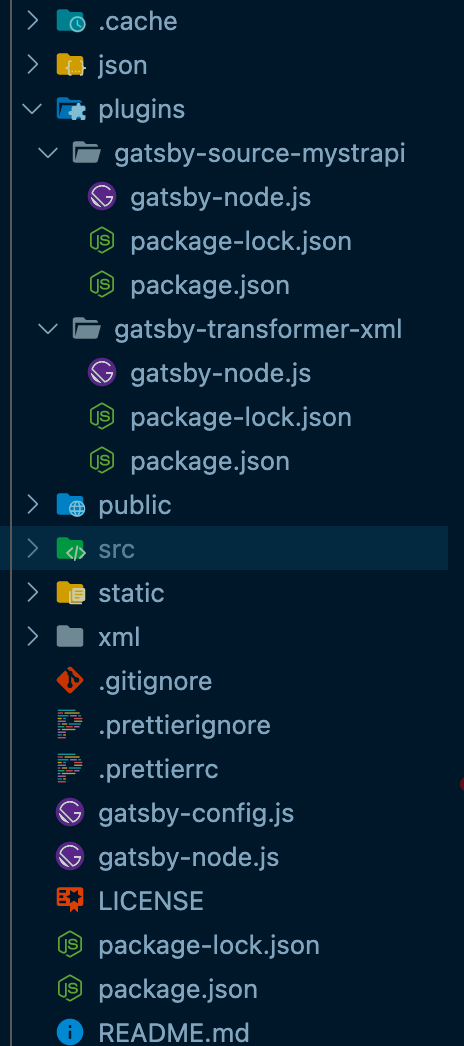 .cache
json
plugins
gatsby-source-mystrapi
gatsby-node.js
package-lock.json
package.json
gatsby-transformer-xml
gatsby-node.js
package-lock.json
package.json
public
src
static
xml
.gitignore
.prettierignore
.prettierrc
gatsby-config.js
gatsby-node.js
LICENSE
package-lock.json
package.json
README.md